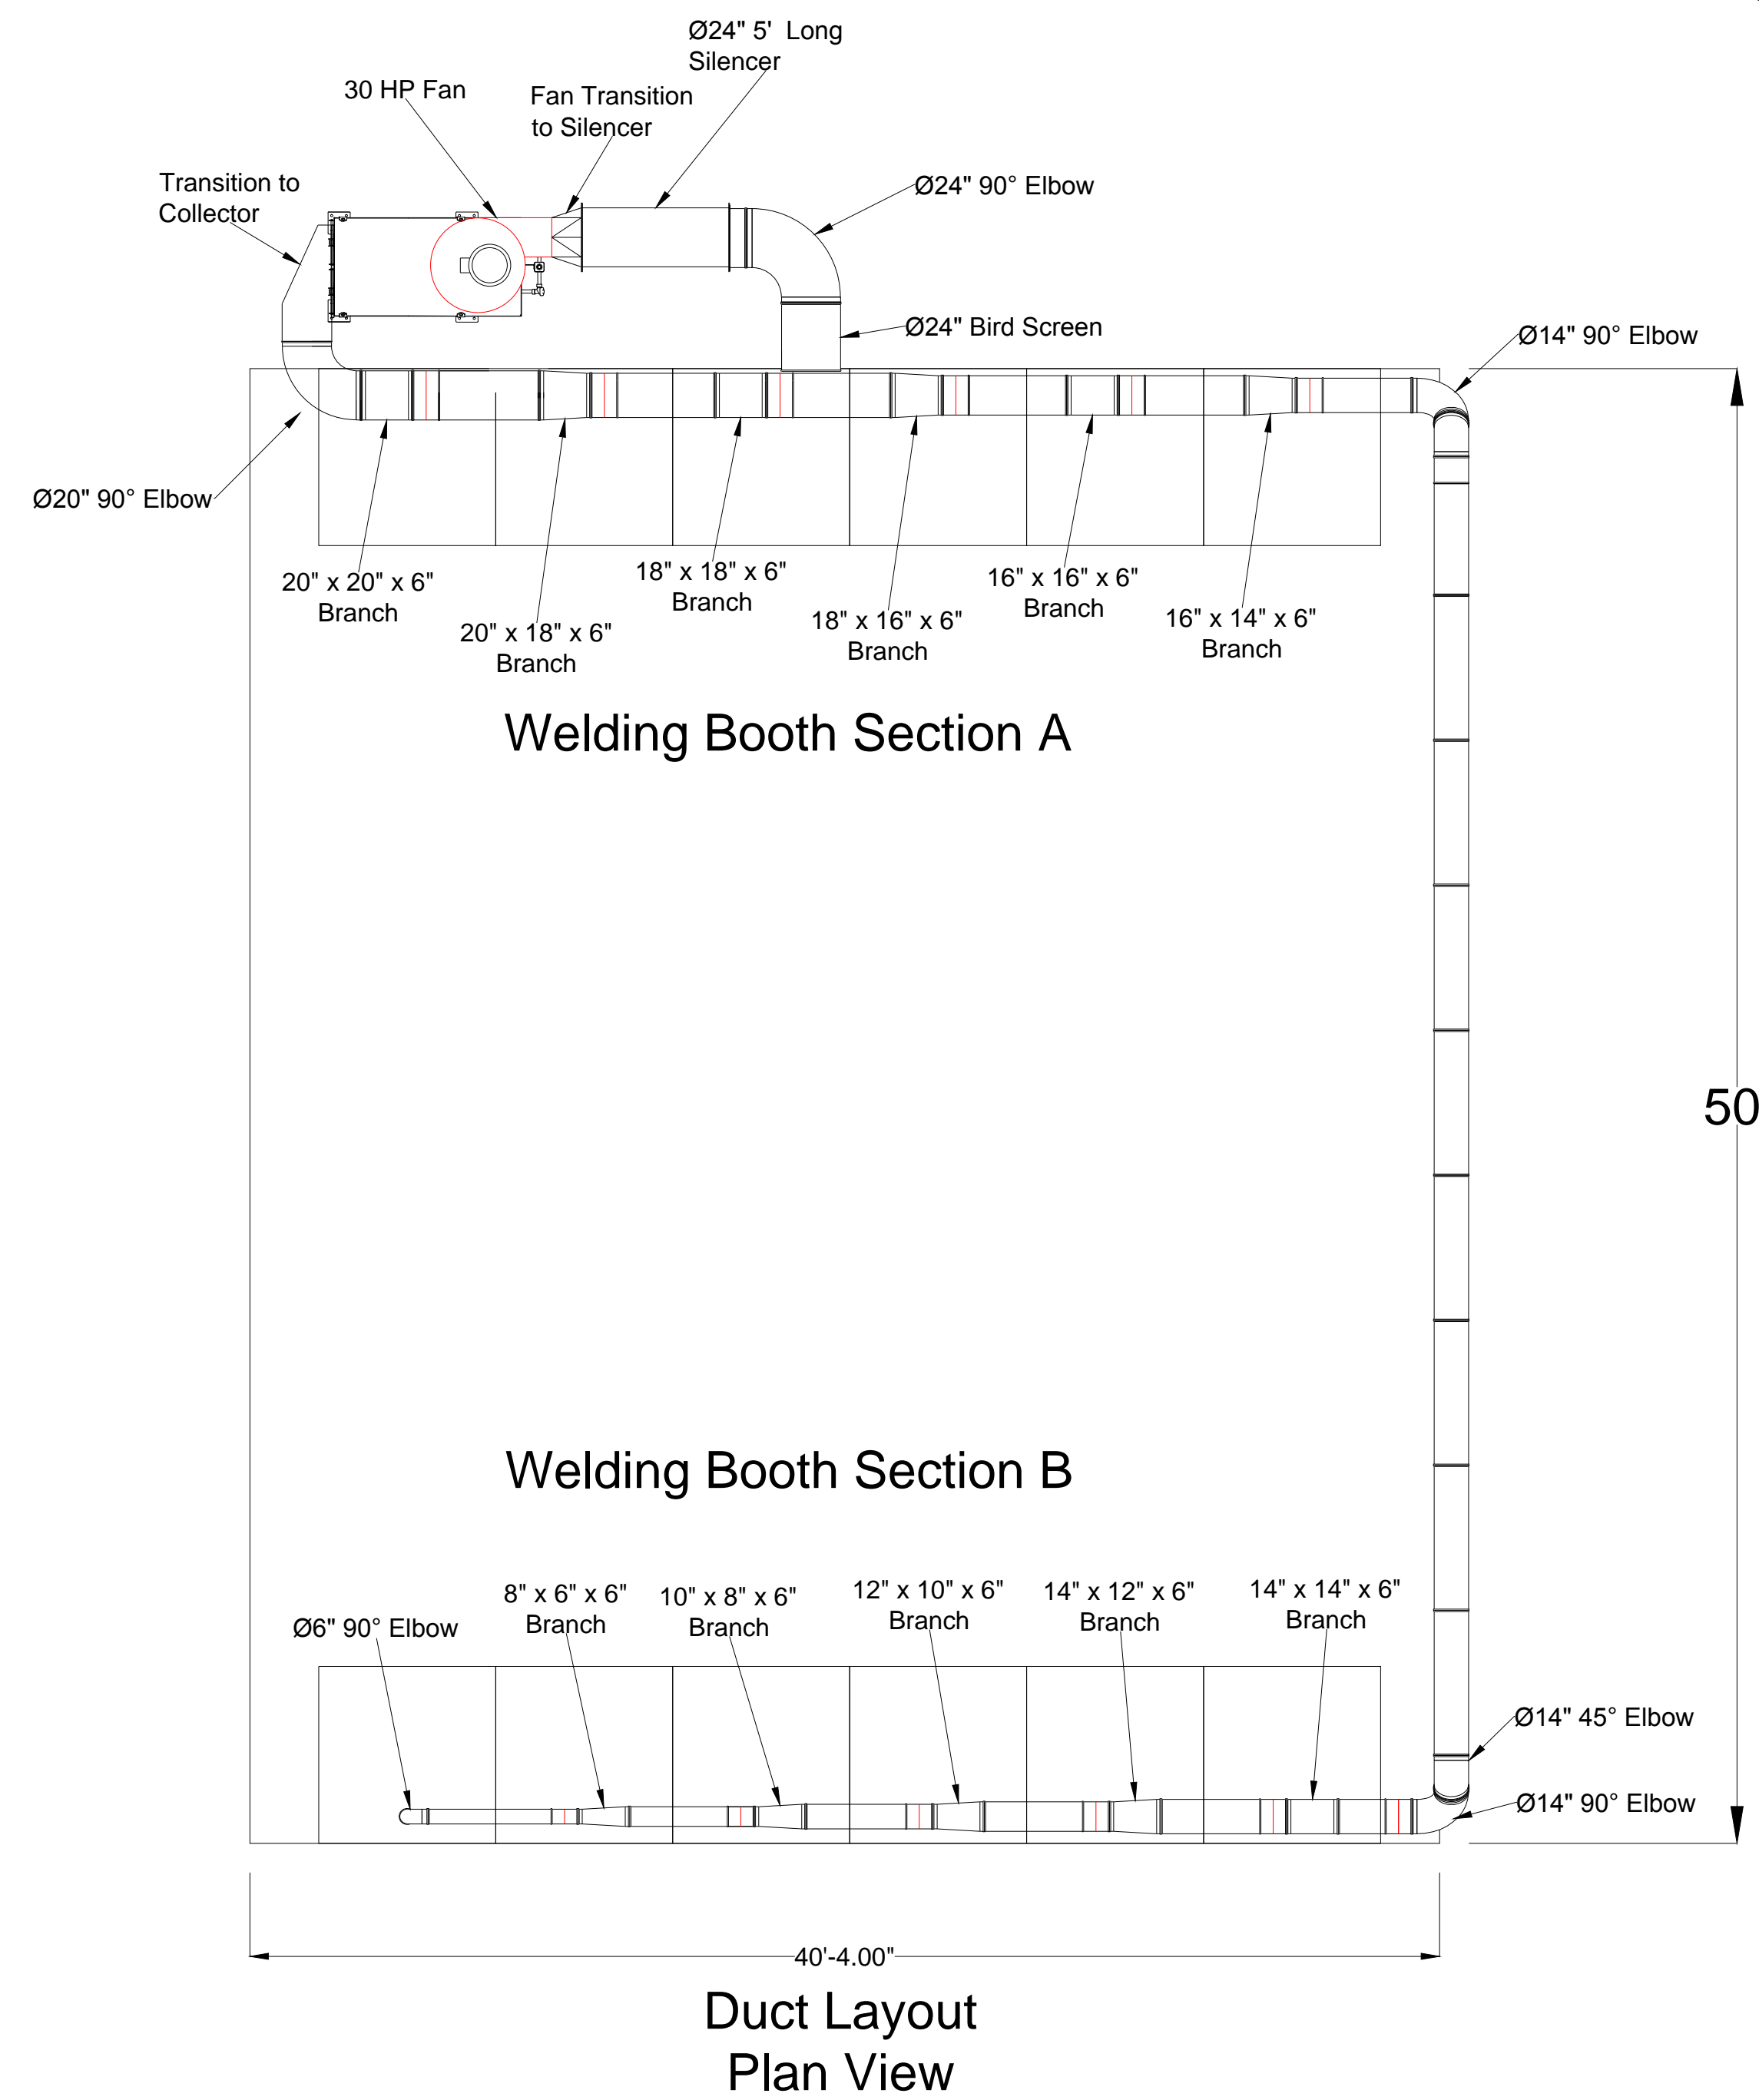 Ø24" 5'  Long
Silencer
30 HP Fan
Fan Transition
to Silencer
Transition to
Collector
Ø24" 90° Elbow
Ø24" Bird Screen
Ø14" 90° Elbow
Ø20" 90° Elbow
20" x 20" x 6"
Branch
20" x 18" x 6"
Branch
18" x 18" x 6"
Branch
18" x 16" x 6"
Branch
16" x 16" x 6"
Branch
16" x 14" x 6"
Branch
Welding Booth Section A
50
Welding Booth Section B
Ø6" 90° Elbow
8" x 6" x 6"
Branch
10" x 8" x 6"
Branch
12" x 10" x 6"
Branch
14" x 12" x 6"
Branch
14" x 14" x 6"
Branch
Ø14" 45° Elbow
Ø14" 90° Elbow
40'-4.00"
Duct Layout
Plan View